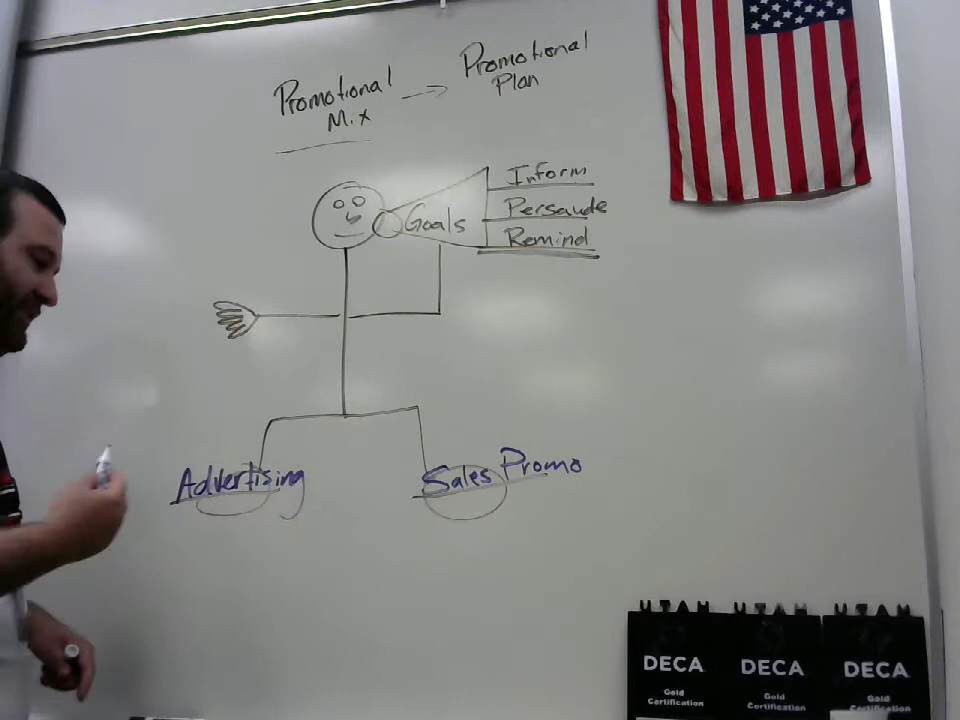 Promotional
Mix
Promotional
Plan
Goals
Inform
Persaude
Remind
Advertising
Sales Promo
UTAH
DECA
Gold
Certification
UTAH
DECA
Gold
Certification
UTAH
DECA
Gold
Certification